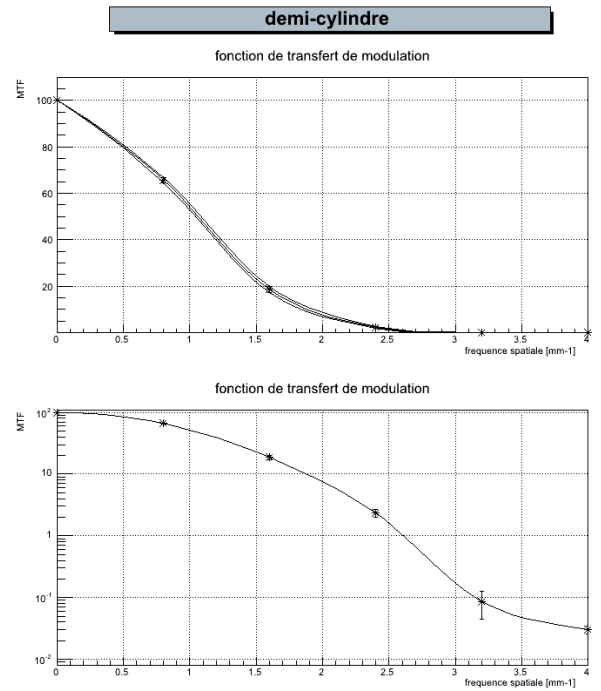 demi-cylindre
fonction de transfert de modulation
MTF
100
80
60
40
20
0 0.5 1 1.5 2 2.5 3 3.5 4
frequence spatiale [mm-1]
fonction de transfert de modulation
MTF
10²
10
1
10⁻¹
10⁻²
0 0.5 1 1.5 2 2.5 3 3.5 4
frequence spatiale [mm-1]